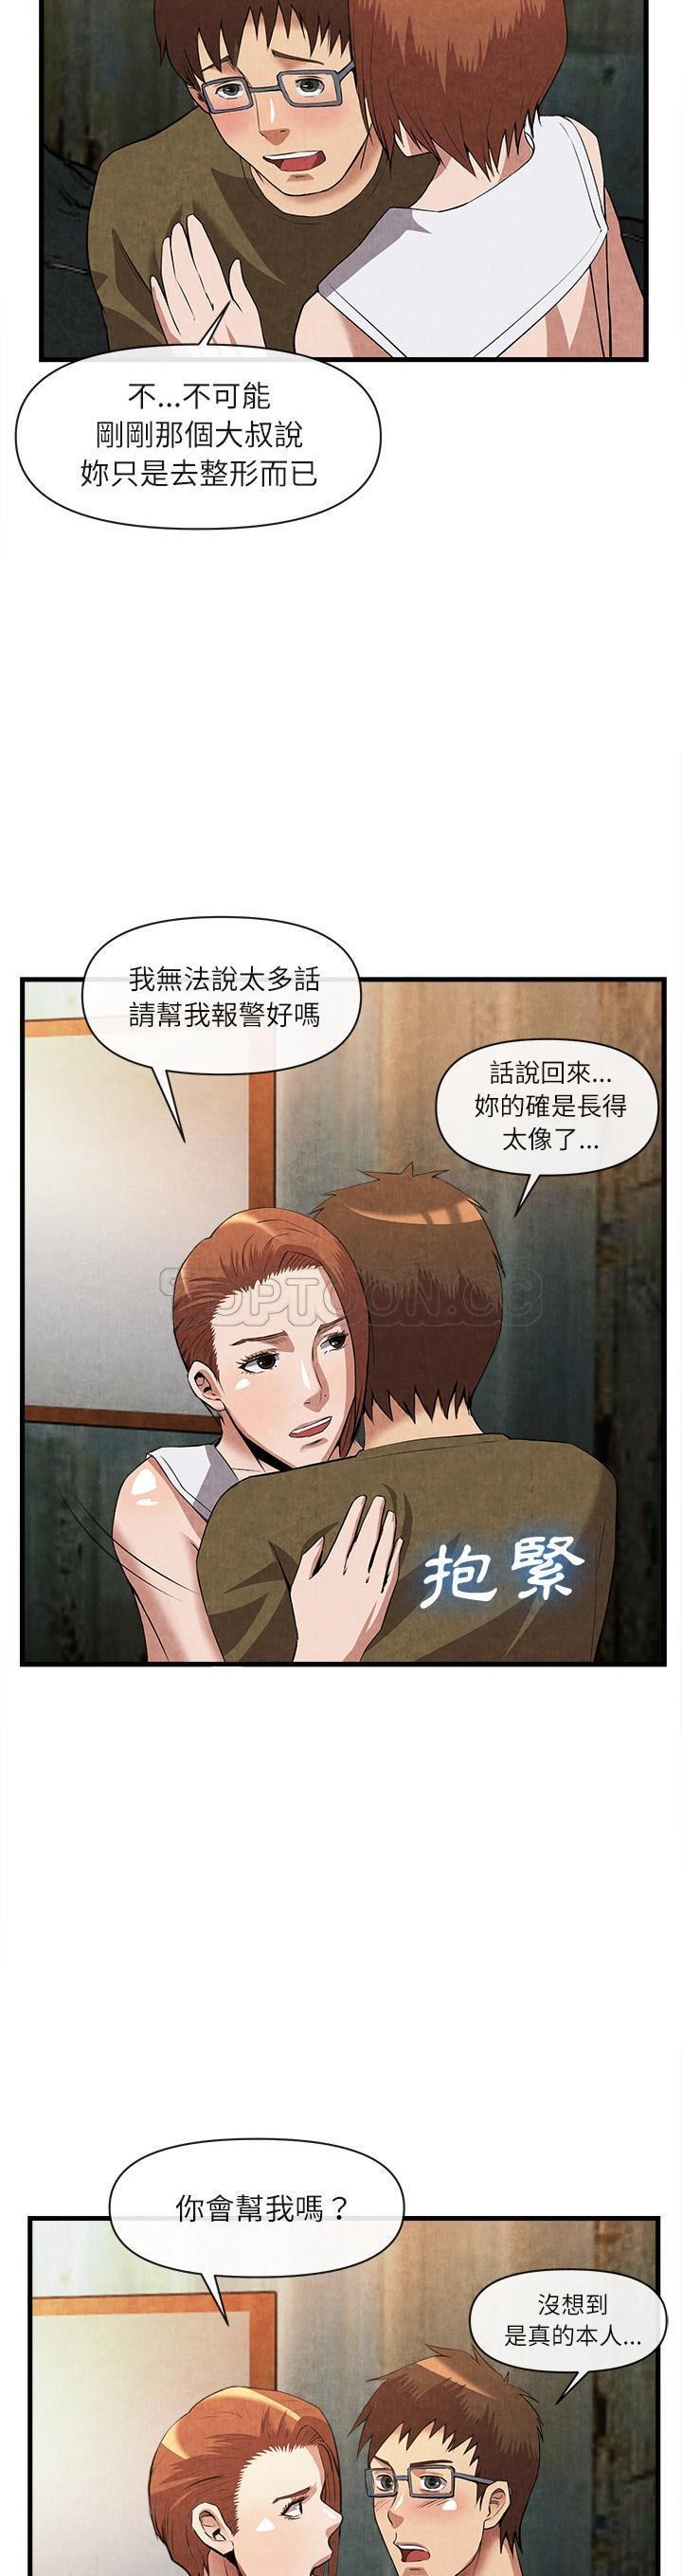 不...不可能
剛剛那個大叔說
妳只是去整形而已
我無法說太多話
請幫我報警好嗎
話說回來...
妳的確是長得
太像了...
TOPTOON.CC
抱緊
你會幫我嗎？
沒想到
是真的本人...